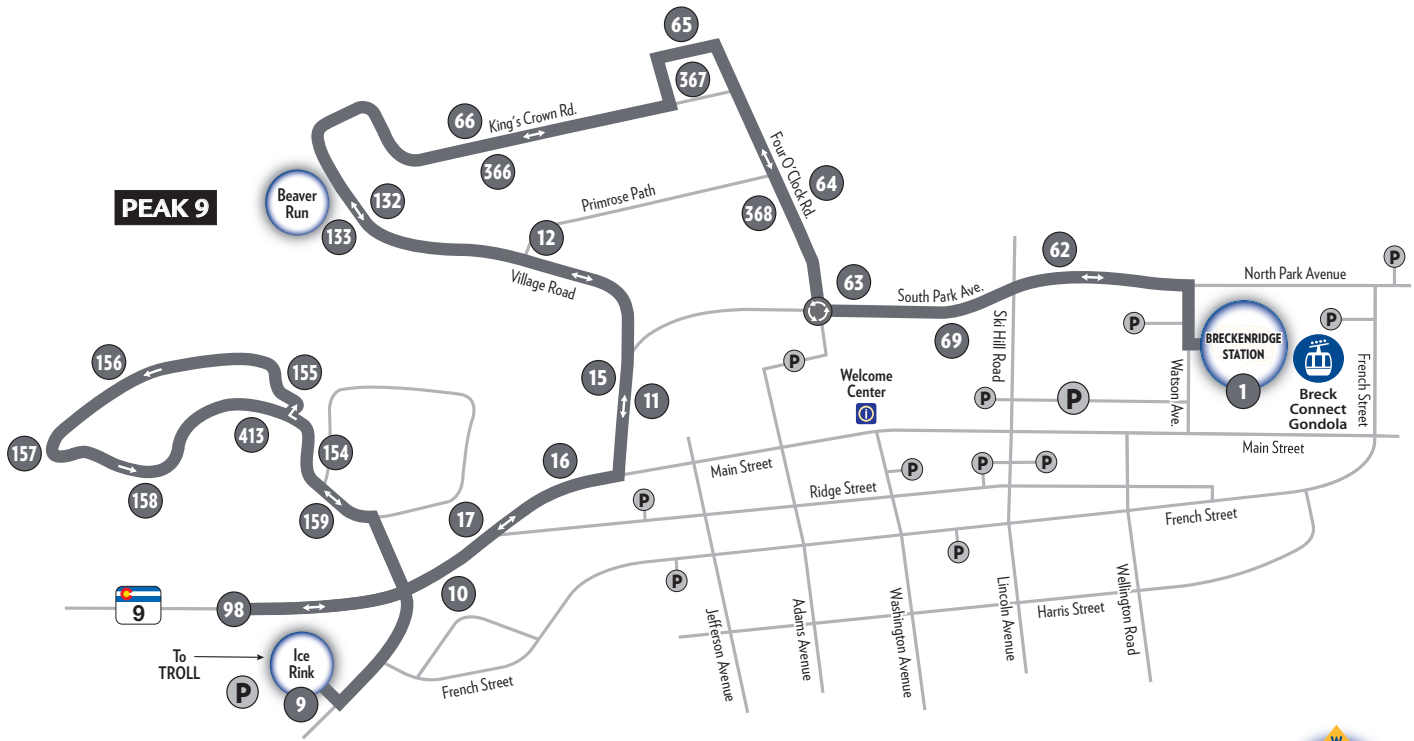 65
367
66
King's Crown Rd.
366
Four O'Clock Rd.
64
368
PEAK 9
Beaver
Run
132
133
Primrose Path
12
Village Road
63
South Park Ave.
62
69
Ski Hill Road
North Park Avenue
P
P
P
BRECKENRIDGE
STATION
1
Breck
Connect
Gondola
French Street
Watson Ave.
156
155
15
11
P
Welcome
Center
i
P
P
157
413
154
158
159
16
17
Main Street
Main Street
P
P
P
Ridge Street
P
French Street
P
P
10
9
98
Jefferson Avenue
Adams Avenue
Washington Avenue
Lincoln Avenue
Wellington Road
Harris Street
To
TROLL
Ice
Rink
P
9
French Street
W